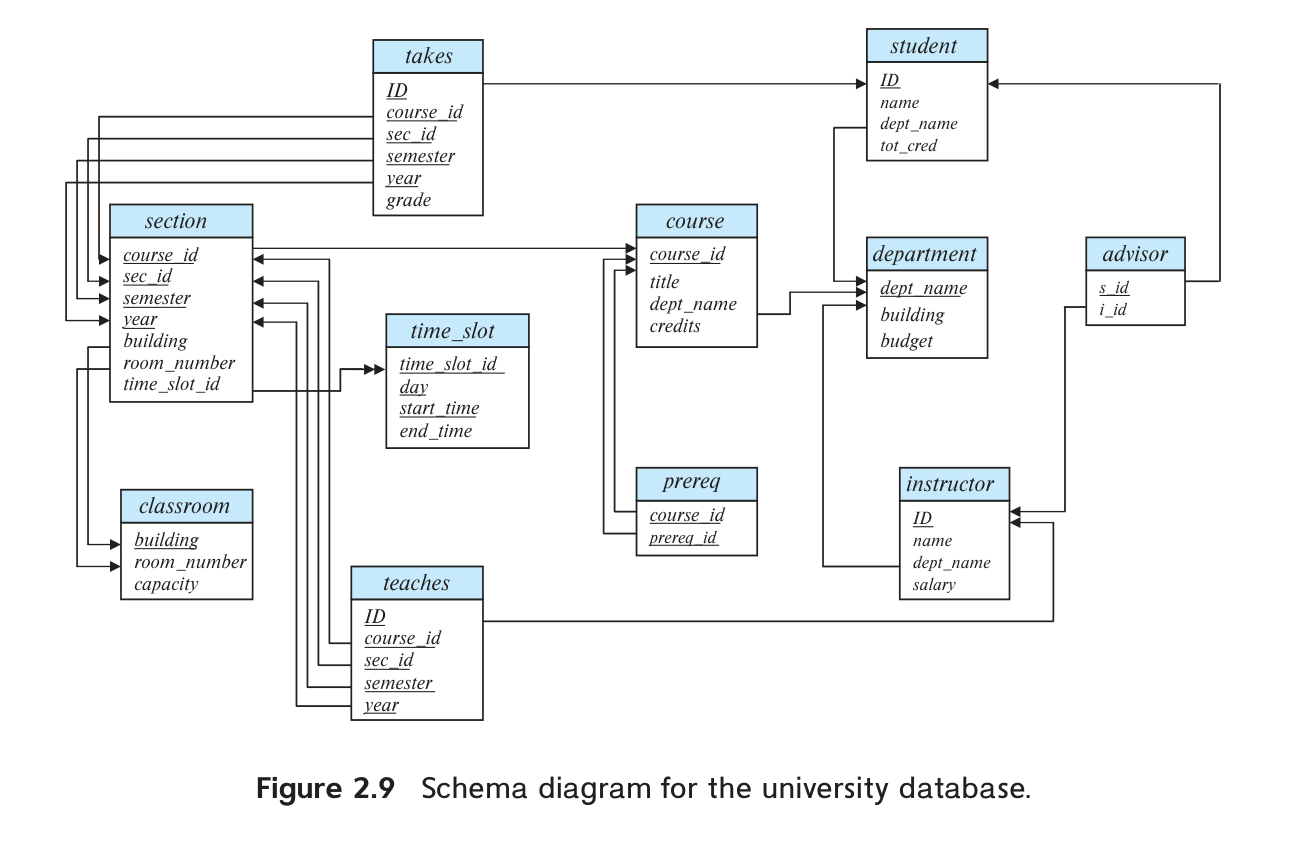 takes
ID
course_id
sec_id
semester
year
grade
student
ID
name
dept_name
tot_cred
section
course_id
sec_id
semester
year
building
room_number
time_slot_id
course
course_id
title
dept_name
credits
department
dept_name
building
budget
advisor
s_id
i_id
time_slot
time_slot_id
day
start_time
end_time
prereq
course_id
prereq_id
instructor
ID
name
dept_name
salary
classroom
building
room_number
capacity
teaches
ID
course_id
sec_id
semester
year
Figure 2.9 Schema diagram for the university database.